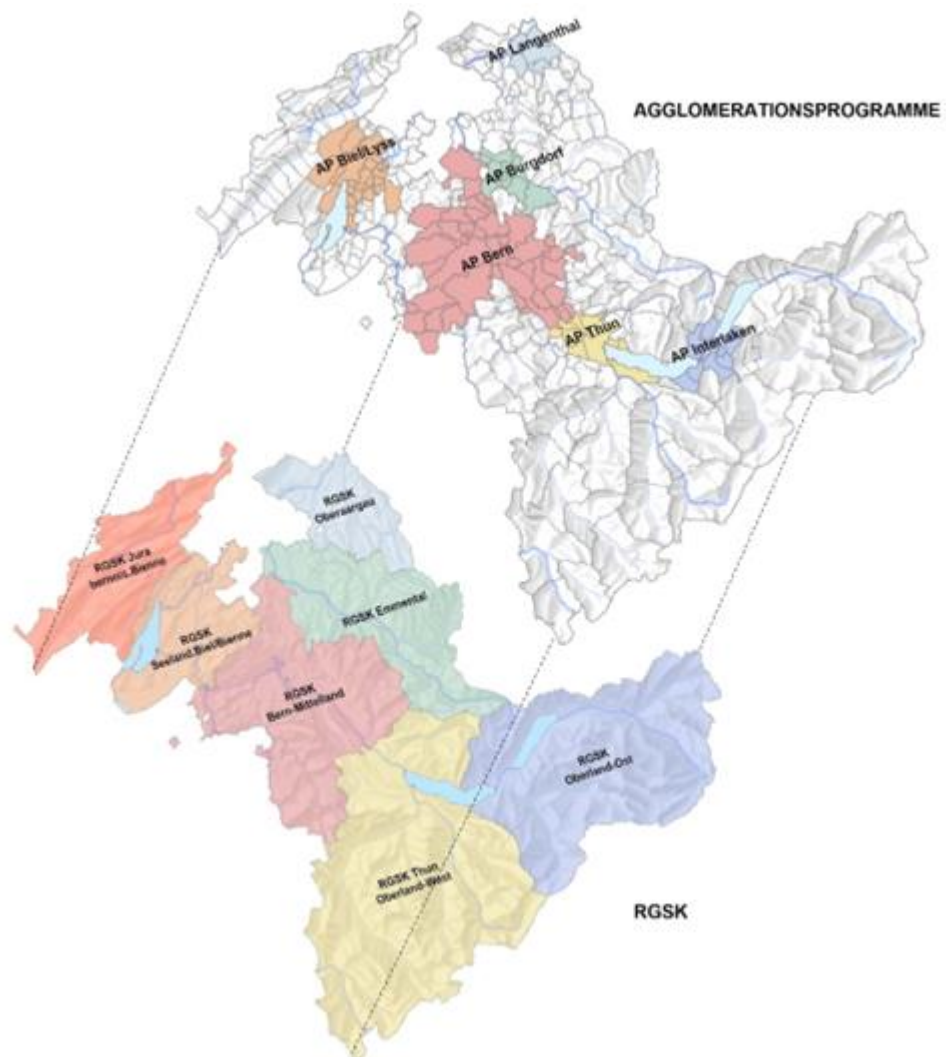 AP Langenthal
AGGLOMERATIONSPROGRAMME
AP Biel/Lyss
AP Burgdorf
AP Bern
AP Thun
AP Interlaken
RGSK
Oberaargau
RGSK Jura
bernois.Bienne
RGSK Emmental
RGSK
Seeland.Biel/Bienne
RGSK
Bern-Mittelland
RGSK
Oberland-Ost
RGSK Thun
Oberland-West
RGSK